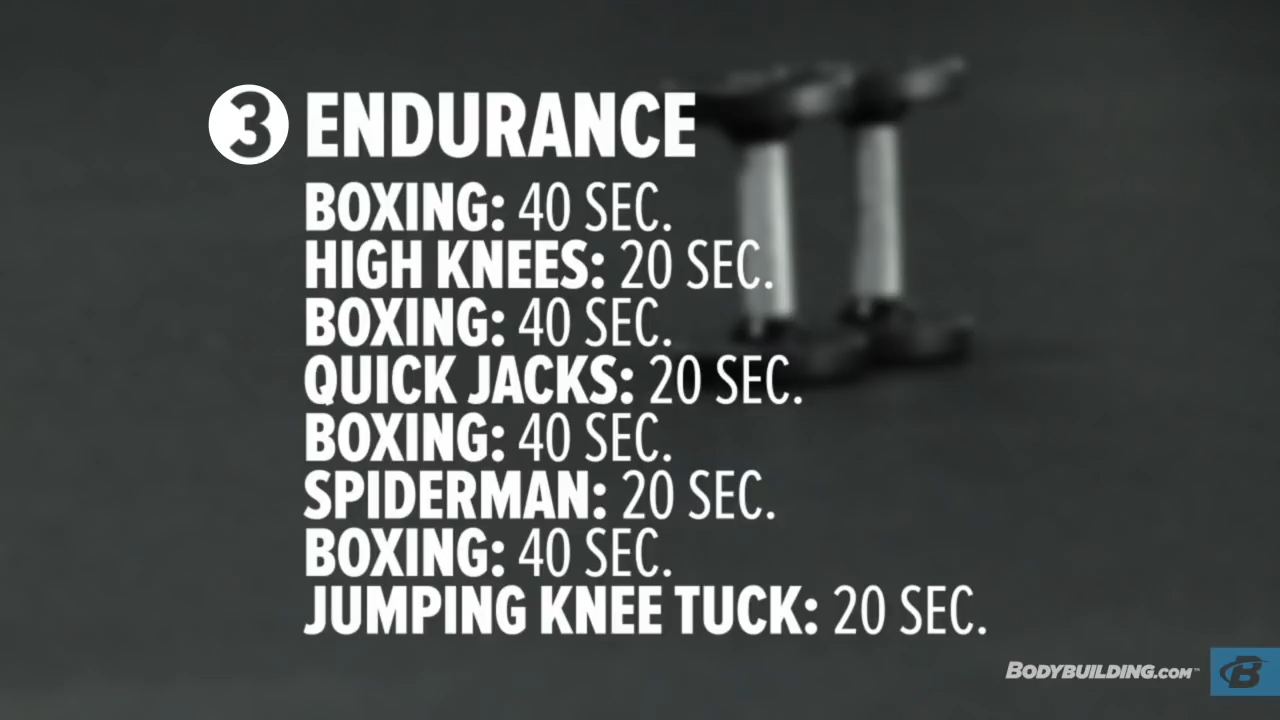 3 ENDURANCE
BOXING: 40 SEC.
HIGH KNEES: 20 SEC.
BOXING: 40 SEC.
QUICK JACKS: 20 SEC.
BOXING: 40 SEC.
SPIDERMAN: 20 SEC.
BOXING: 40 SEC.
JUMPING KNEE TUCK: 20 SEC.
BODYBUILDING.COM™ B